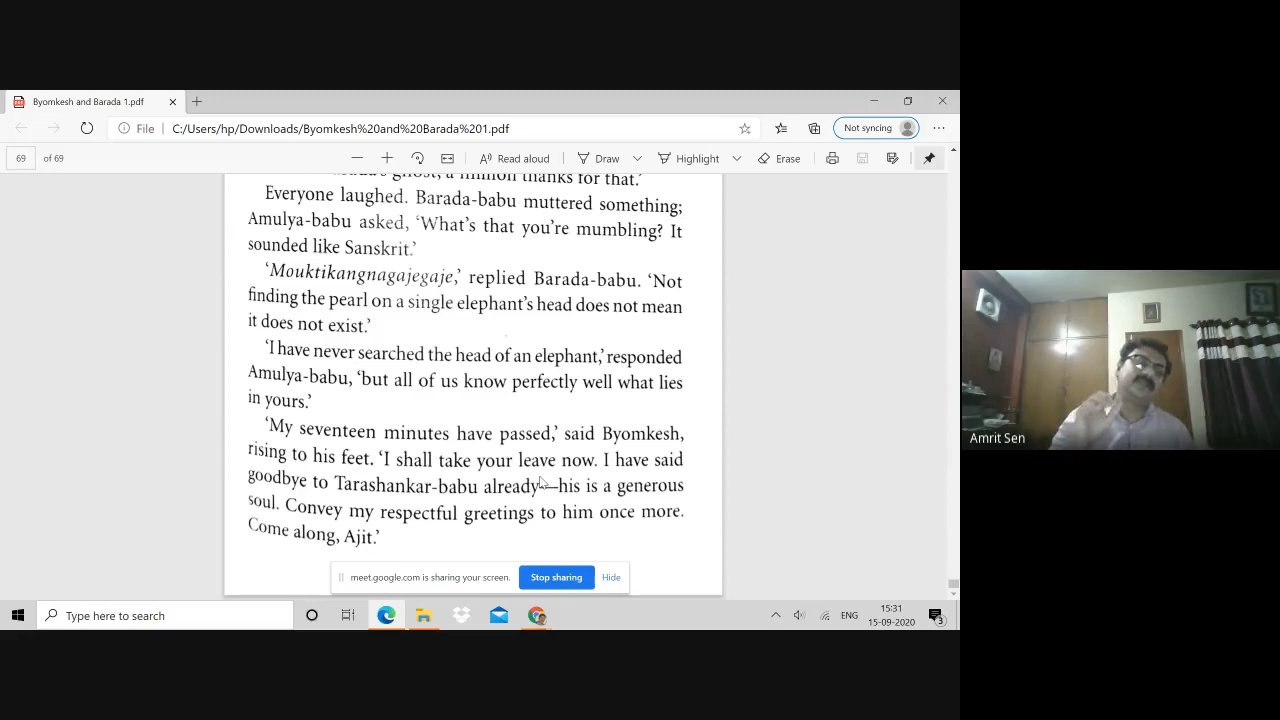 Byomkesh and Barada 1.pdf
File C:/Users/hp/Downloads/Byomkesh%20and%20Barada%201.pdf
Not syncing
69 of 69
Read aloud
Draw
Highlight
Erase
ghost, a million thanks for that.'
Everyone laughed. Barada-babu muttered something;
Amulya-babu asked, 'What's that you're mumbling? It
sounded like Sanskrit.'
'Mouktikangnagajegaje,' replied Barada-babu. 'Not
finding the pearl on a single elephant's head does not mean
it does not exist.'
'I have never searched the head of an elephant,' responded
Amulya-babu, 'but all of us know perfectly well what lies
in yours.'
'My seventeen minutes have passed,' said Byomkesh,
rising to his feet. 'I shall take your leave now. I have said
goodbye to Tarashankar-babu already—his is a generous
soul. Convey my respectful greetings to him once more.
Come along, Ajit.'
meet.google.com is sharing your screen.
Stop sharing
Hide
Type here to search
ENG
15:31
15-09-2020
3
Amrit Sen